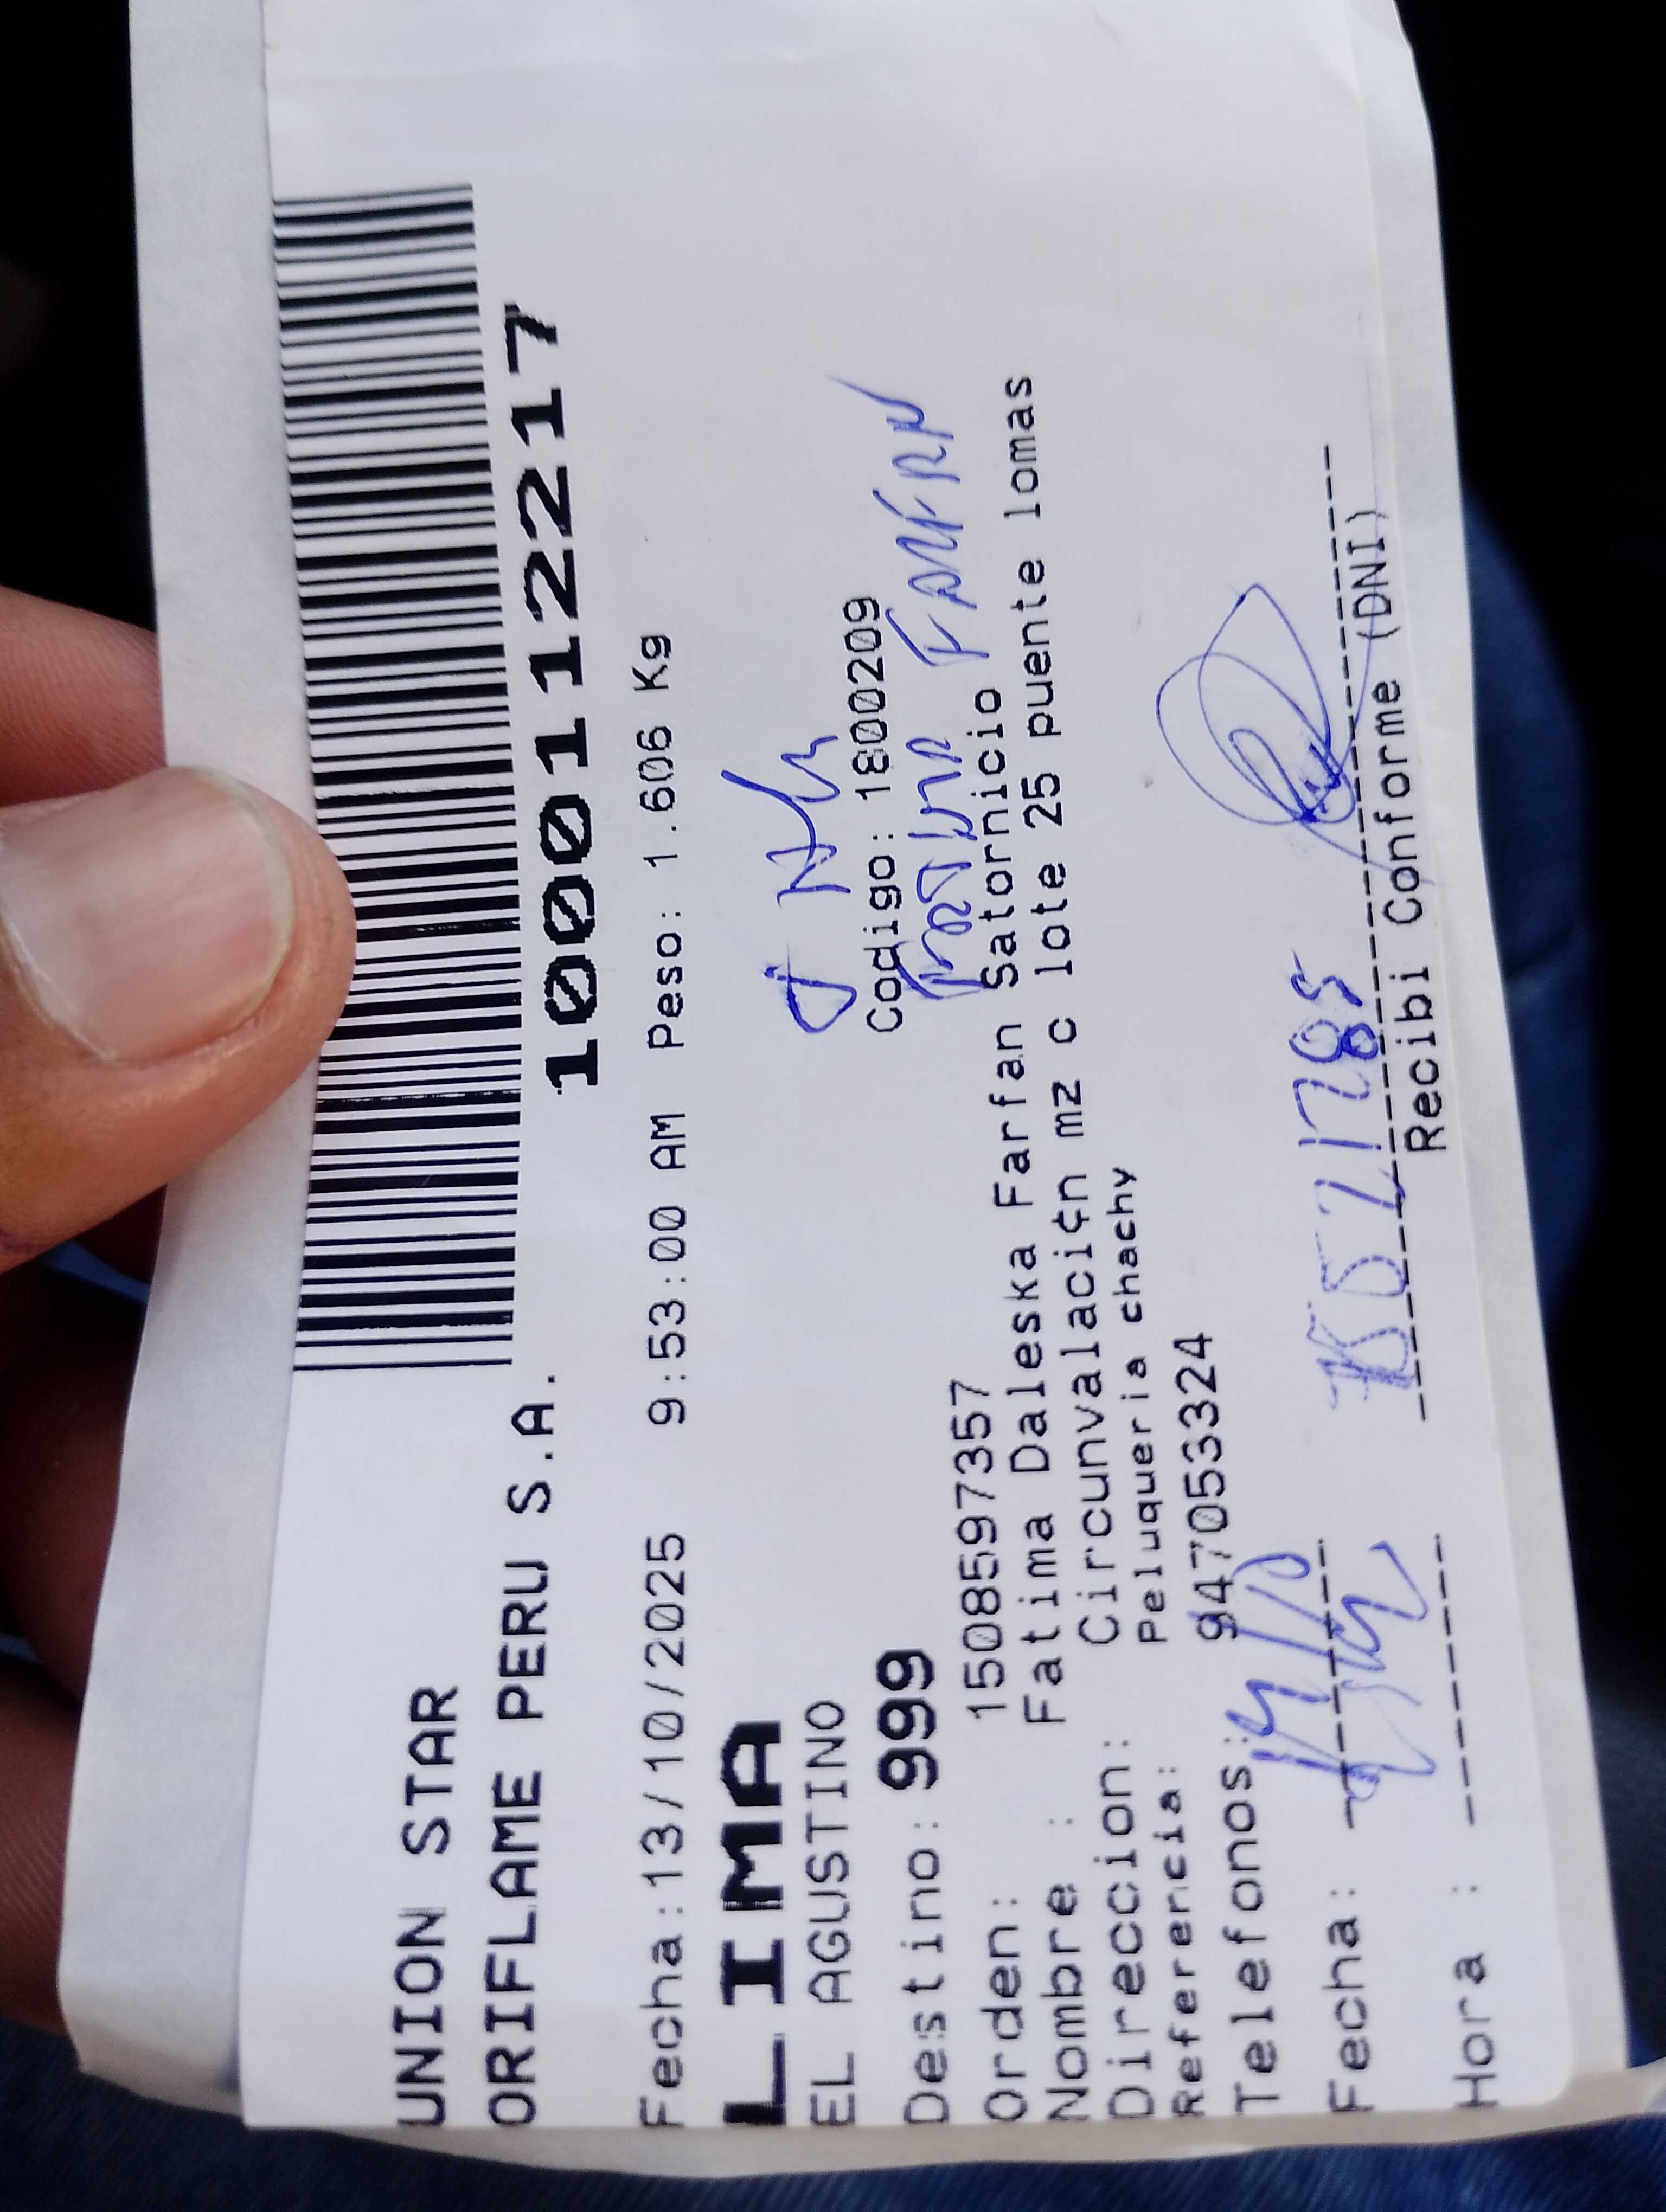 UNION STAR
ORIFLAME PERU S.A.
1000112217
Fecha:13/10/2025 9:53:00 AM Peso: 1.606 Kg
LIMA
EL AGUSTINO
Destino: 999 Codigo: 1800209
Orden: 1508597357
Nombre : Fatima Daleska Farfan Satornicio
Direccion: Circunvalaci¢n mz c lote 25 puente lomas
Referencia: Peluqueria chachy
Telefonos: 947053324
Fecha:
Recibi Conforme (DNI)
Hora :